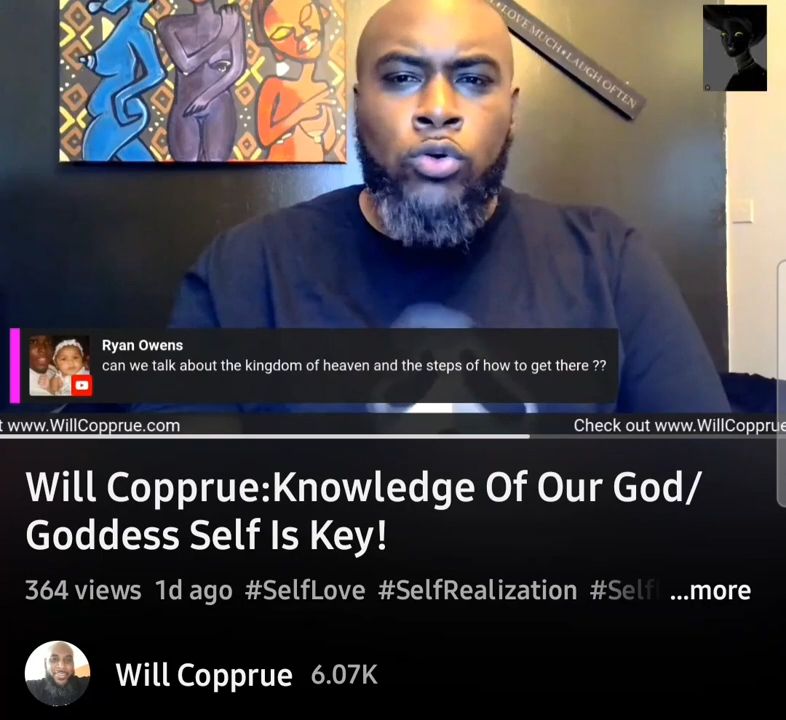 LOVE MUCH • LAUGH OFTEN
Ryan Owens
can we talk about the kingdom of heaven and the steps of how to get there ??
t www.WillCopprue.com
Check out www.WillCopprue
Will Copprue:Knowledge Of Our God/
Goddess Self Is Key!
364 views 1d ago #SelfLove #SelfRealization #Self ...more
Will Copprue 6.07K